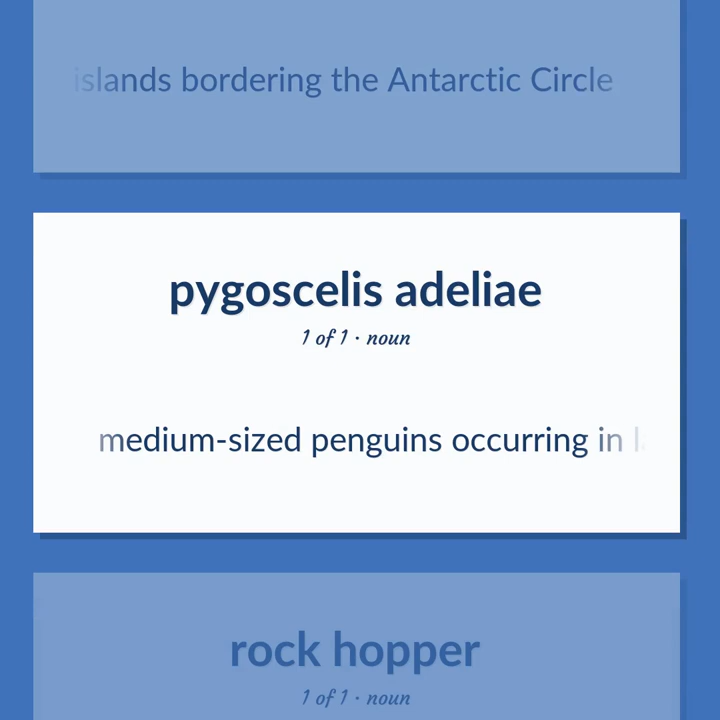 islands bordering the Antarctic Circle
pygoscelis adeliae
1 of 1 · noun
medium-sized penguins occurring in
rock hopper
1 of 1 · noun